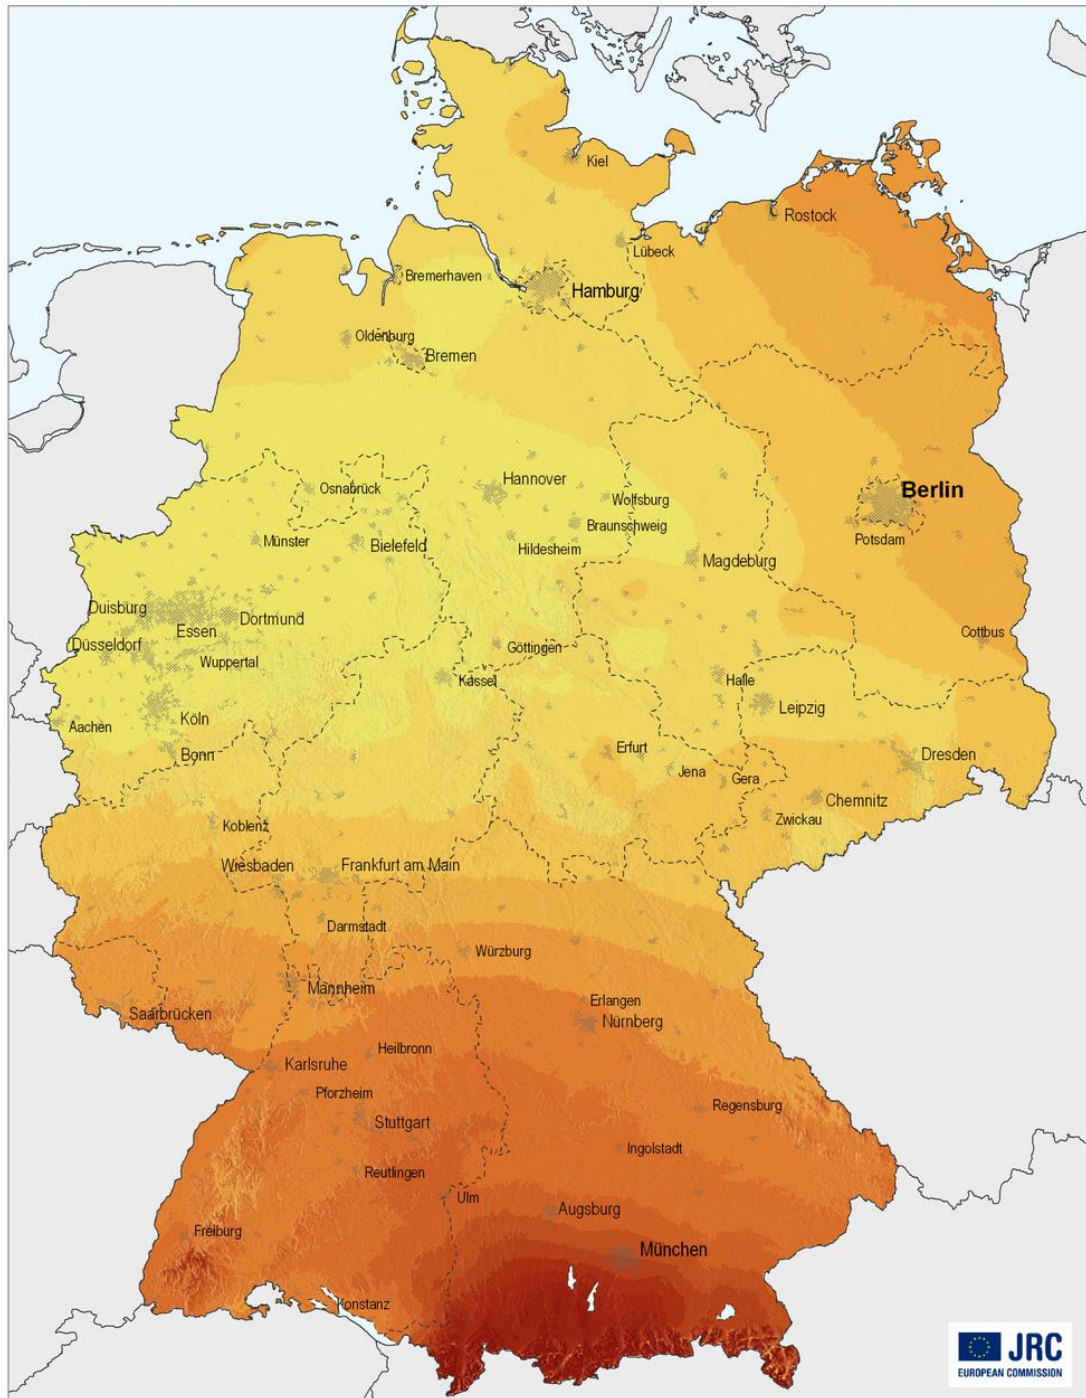 Kiel
Rostock
Lübeck
Bremerhaven
Hamburg
Oldenburg
Bremen
Hannover
Osnabrück
Berlin
Wolfsburg
Braunschweig
Münster
Bielefeld
Hildesheim
Potsdam
Magdeburg
Duisburg
Dortmund
Essen
Düsseldorf
Cottbus
Göttingen
Wuppertal
Kassel
Halle
Leipzig
Köln
Aachen
Bonn
Erfurt
Dresden
Jena
Gera
Chemnitz
Zwickau
Koblenz
Wiesbaden
Frankfurt am Main
Darmstadt
Würzburg
Mannheim
Erlangen
Saarbrücken
Nürnberg
Heilbronn
Karlsruhe
Pforzheim
Regensburg
Stuttgart
Ingolstadt
Reutlingen
Ulm
Augsburg
Freiburg
München
Konstanz
JRC
EUROPEAN COMMISSION